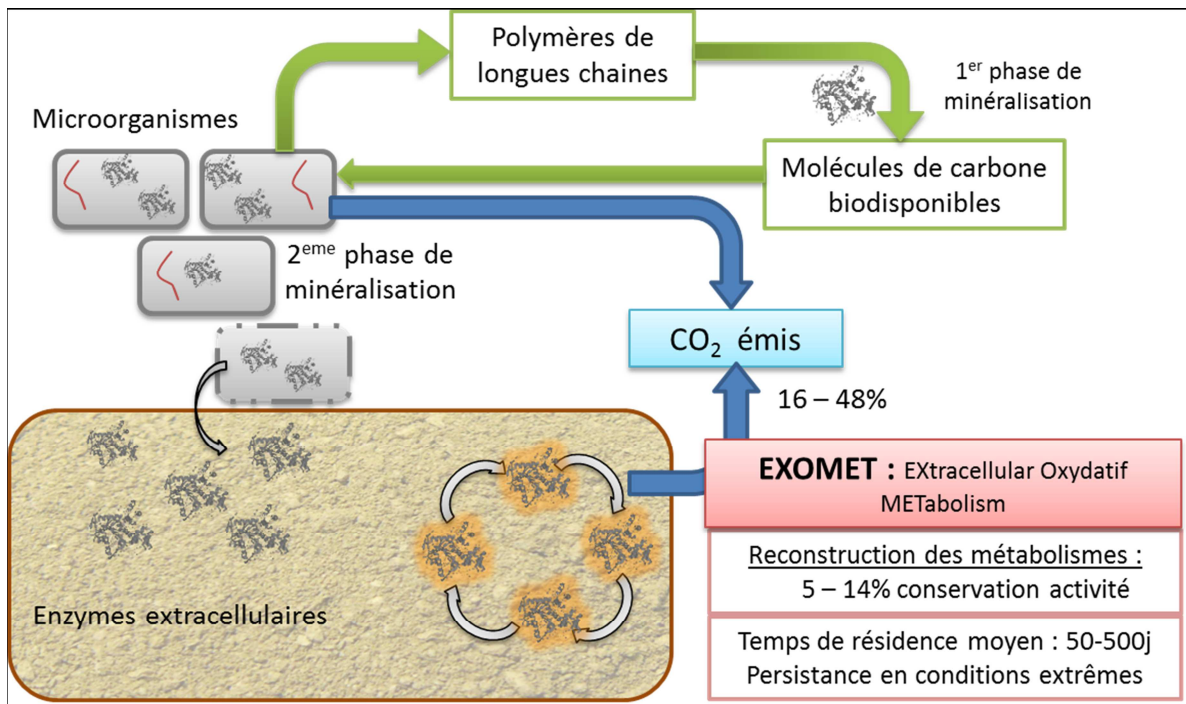 Polymères de
longues chaines
1er phase de
minéralisation
Microorganismes
Molécules de carbone
biodisponibles
2eme phase de
minéralisation
CO2 émis
16 – 48%
EXOMET : EXtracellular Oxydatif
METabolism
Reconstruction des métabolismes :
5 – 14% conservation activité
Enzymes extracellulaires
Temps de résidence moyen : 50-500j
Persistance en conditions extrêmes